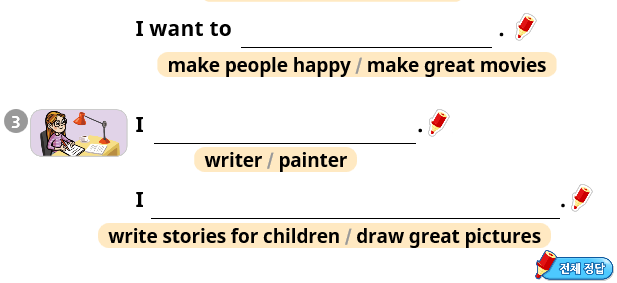 I want to .
make people happy / make great movies
3
I .
writer / painter
I .
write stories for children / draw great pictures
전체 정답